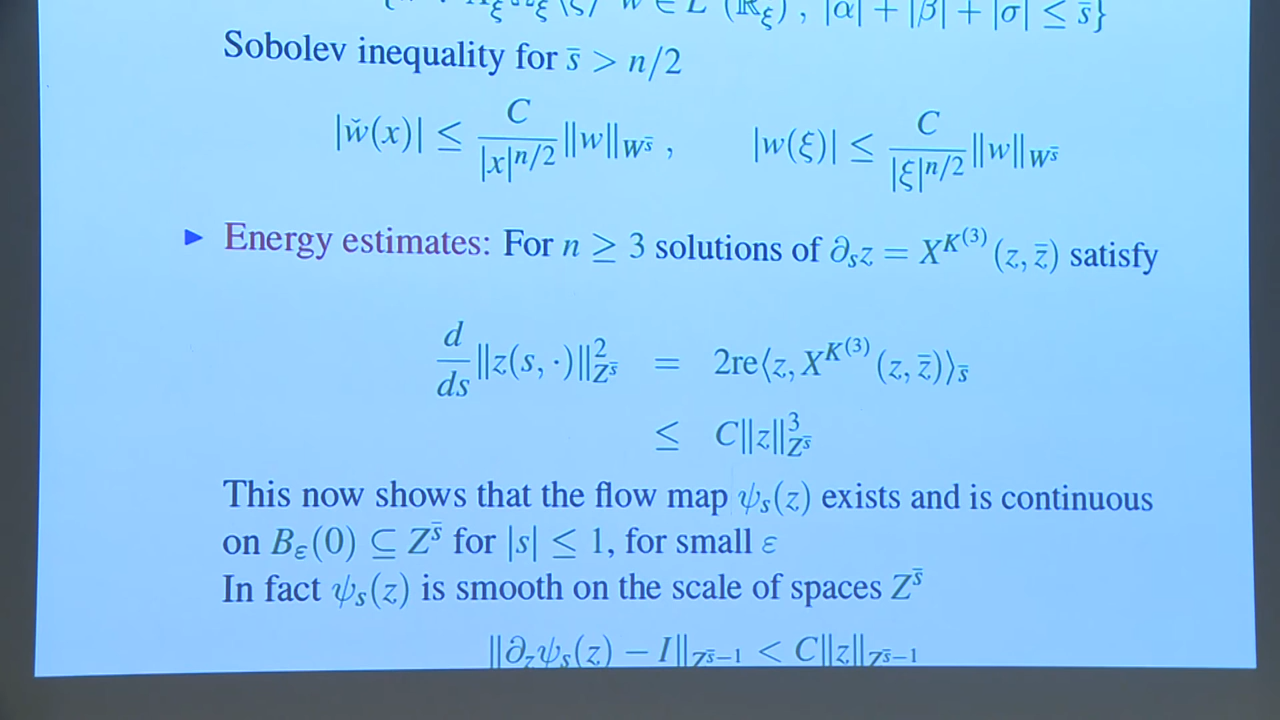 w ∈ L (ℝ_ξ) , |α| + |β| + |σ| ≤ s̄}
Sobolev inequality for s̄ > n/2
|w̌(x)| ≤ C/|x|^{n/2} ‖w‖_{W^{s̄}} , |w(ξ)| ≤ C/|ξ|^{n/2} ‖w‖_{W^{s̄}}
▶ Energy estimates: For n ≥ 3 solutions of ∂_s z = X^{K^{(3)}}(z, z̄) satisfy
d/ds ‖z(s, ·)‖²_{Z^{s̄}} = 2re⟨z, X^{K^{(3)}}(z, z̄)⟩_{s̄}
≤ C‖z‖³_{Z^{s̄}}
This now shows that the flow map ψ_s(z) exists and is continuous
on B_ε(0) ⊆ Z^{s̄} for |s| ≤ 1, for small ε
In fact ψ_s(z) is smooth on the scale of spaces Z^{s̄}
‖∂_z ψ_s(z) − I‖_{Z^{s̄−1}} < C‖z‖_{Z^{s̄−1}}